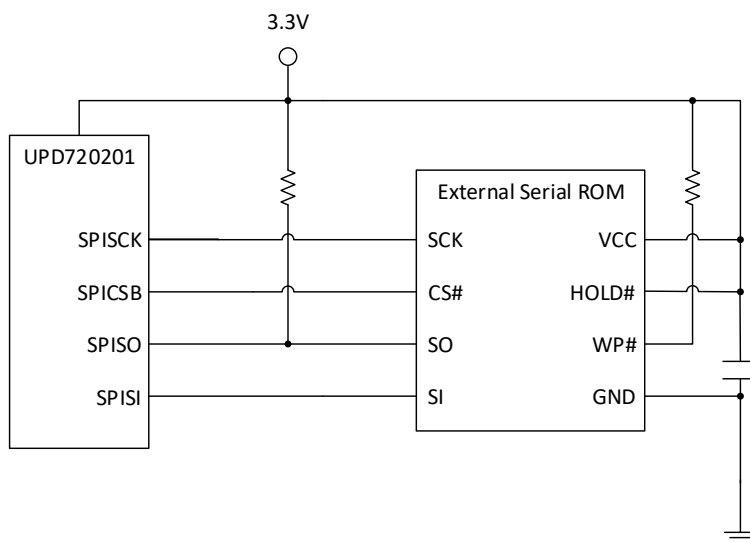 3.3V
UPD720201
External Serial ROM
SPISCK
SCK
VCC
SPICSB
CS#
HOLD#
SPISO
SO
WP#
SPISI
SI
GND